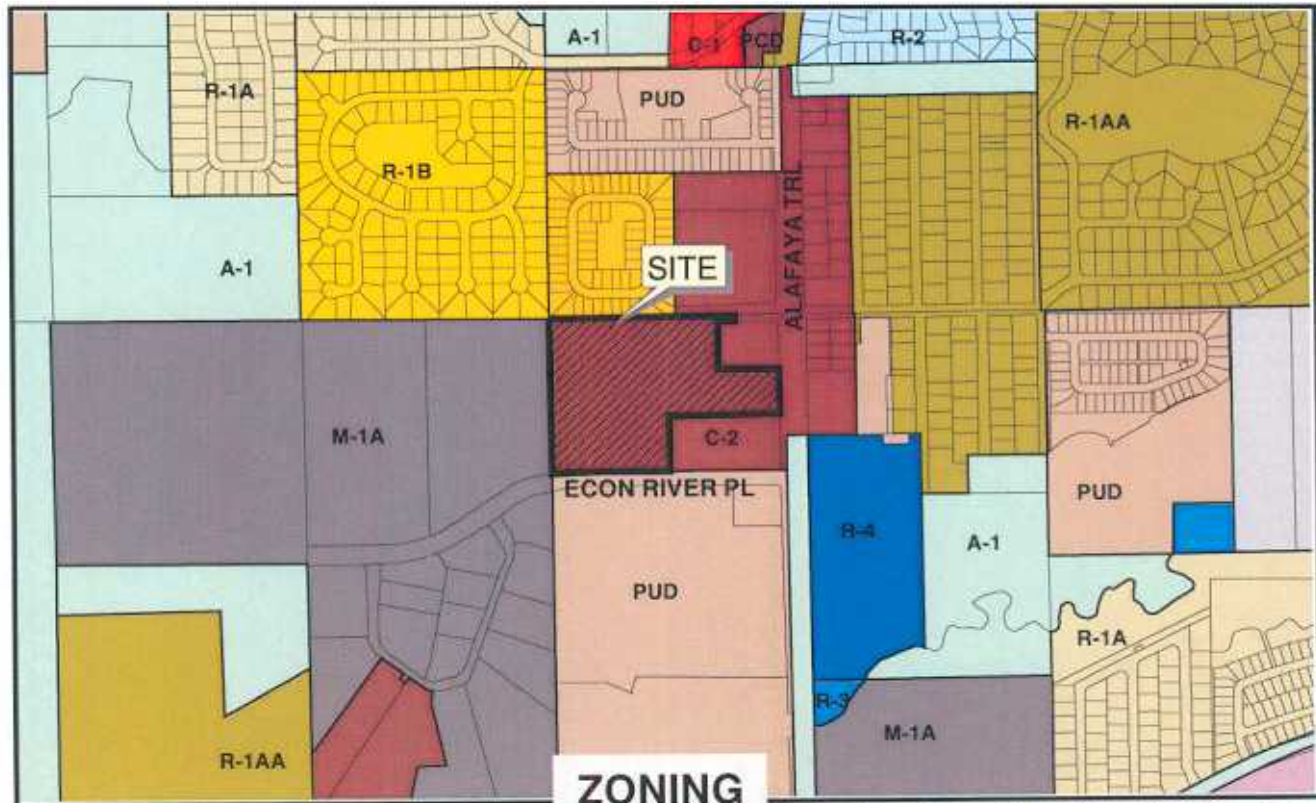 A-1
C-1
PCD
R-2
R-1A
PUD
R-1AA
R-1B
ALAFAYA TRL
A-1
SITE
M-1A
C-2
ECON RIVER PL
PUD
R-4
A-1
PUD
R-1A
R-3
M-1A
R-1AA
ZONING